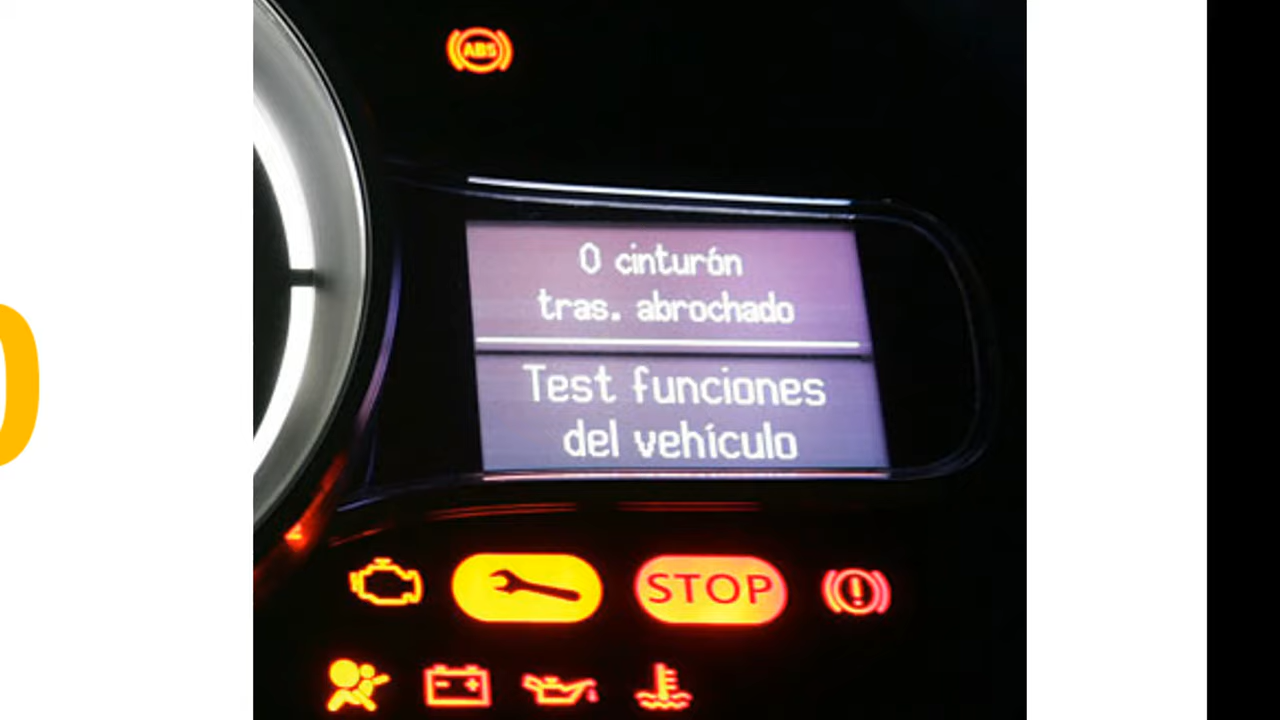 ABS
0 cinturón
tras. abrochado
Test funciones
del vehículo
STOP